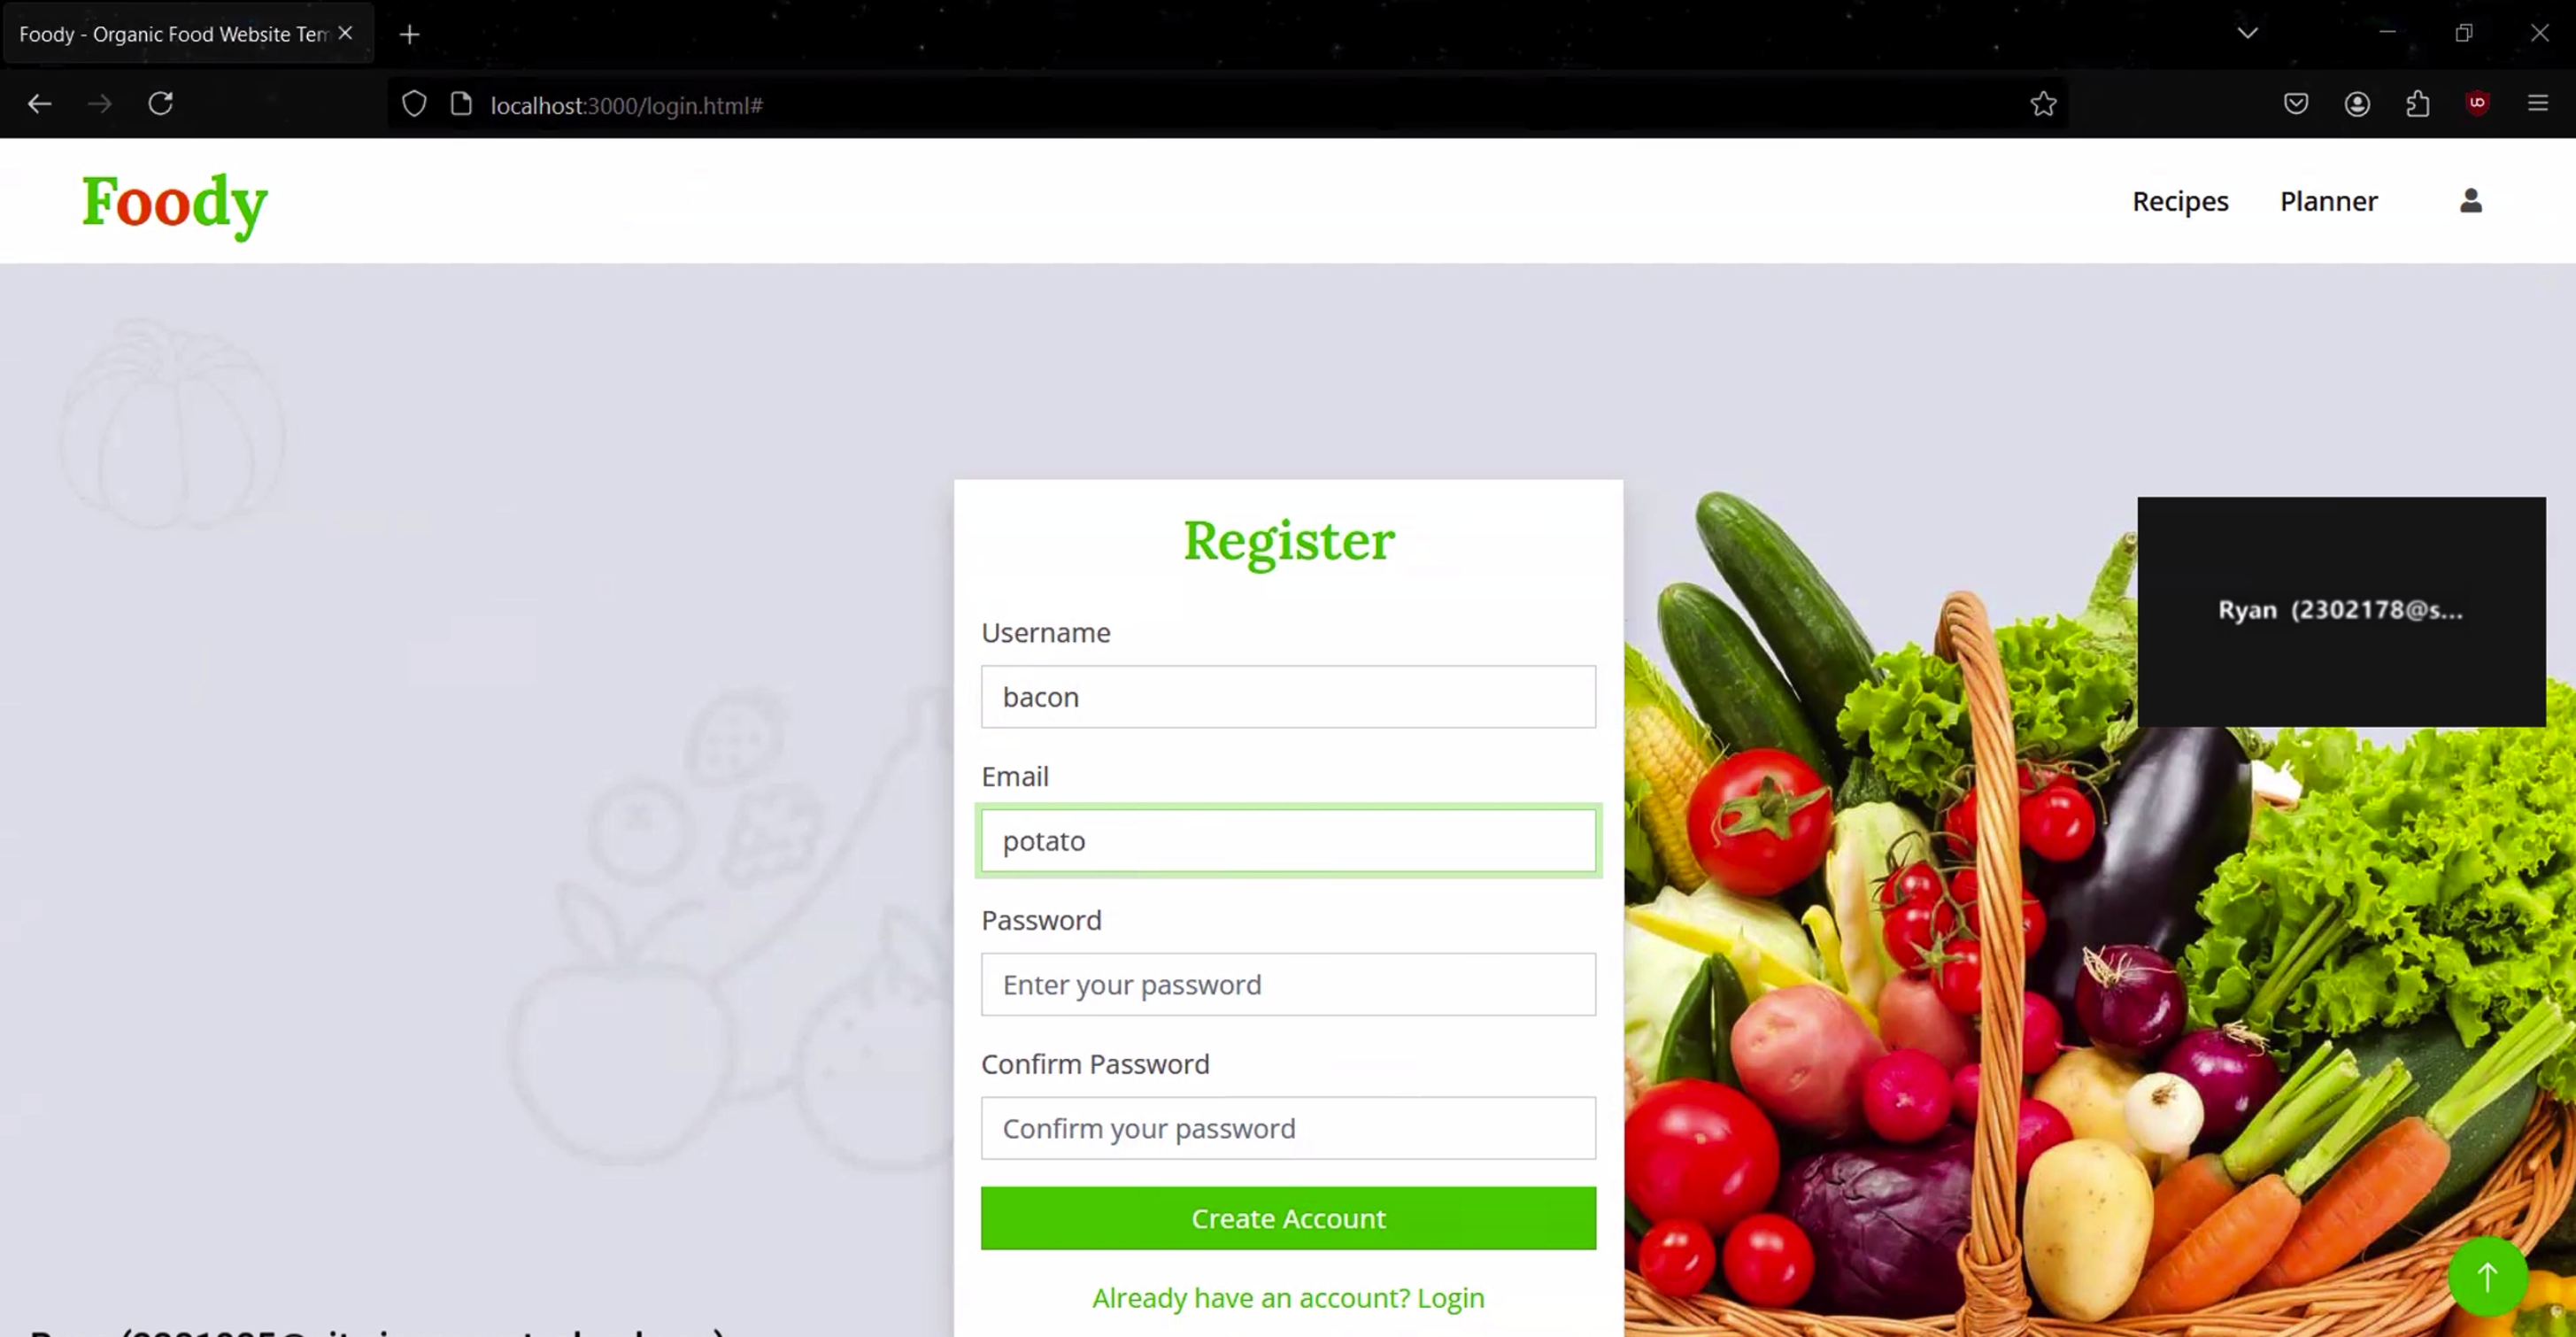 Foody - Organic Food Website Tem
localhost:3000/login.html#
Foody
Recipes
Planner
Register
Username
bacon
Email
potato
Password
Enter your password
Confirm Password
Confirm your password
Create Account
Already have an account? Login
Ryan (2302178@s...